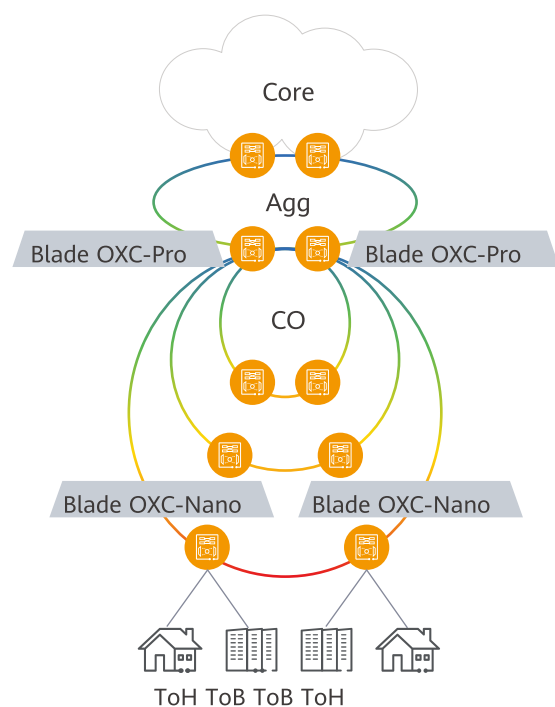 Core
Agg
Blade OXC-Pro
Blade OXC-Pro
CO
Blade OXC-Nano
Blade OXC-Nano
ToH ToB ToB ToH